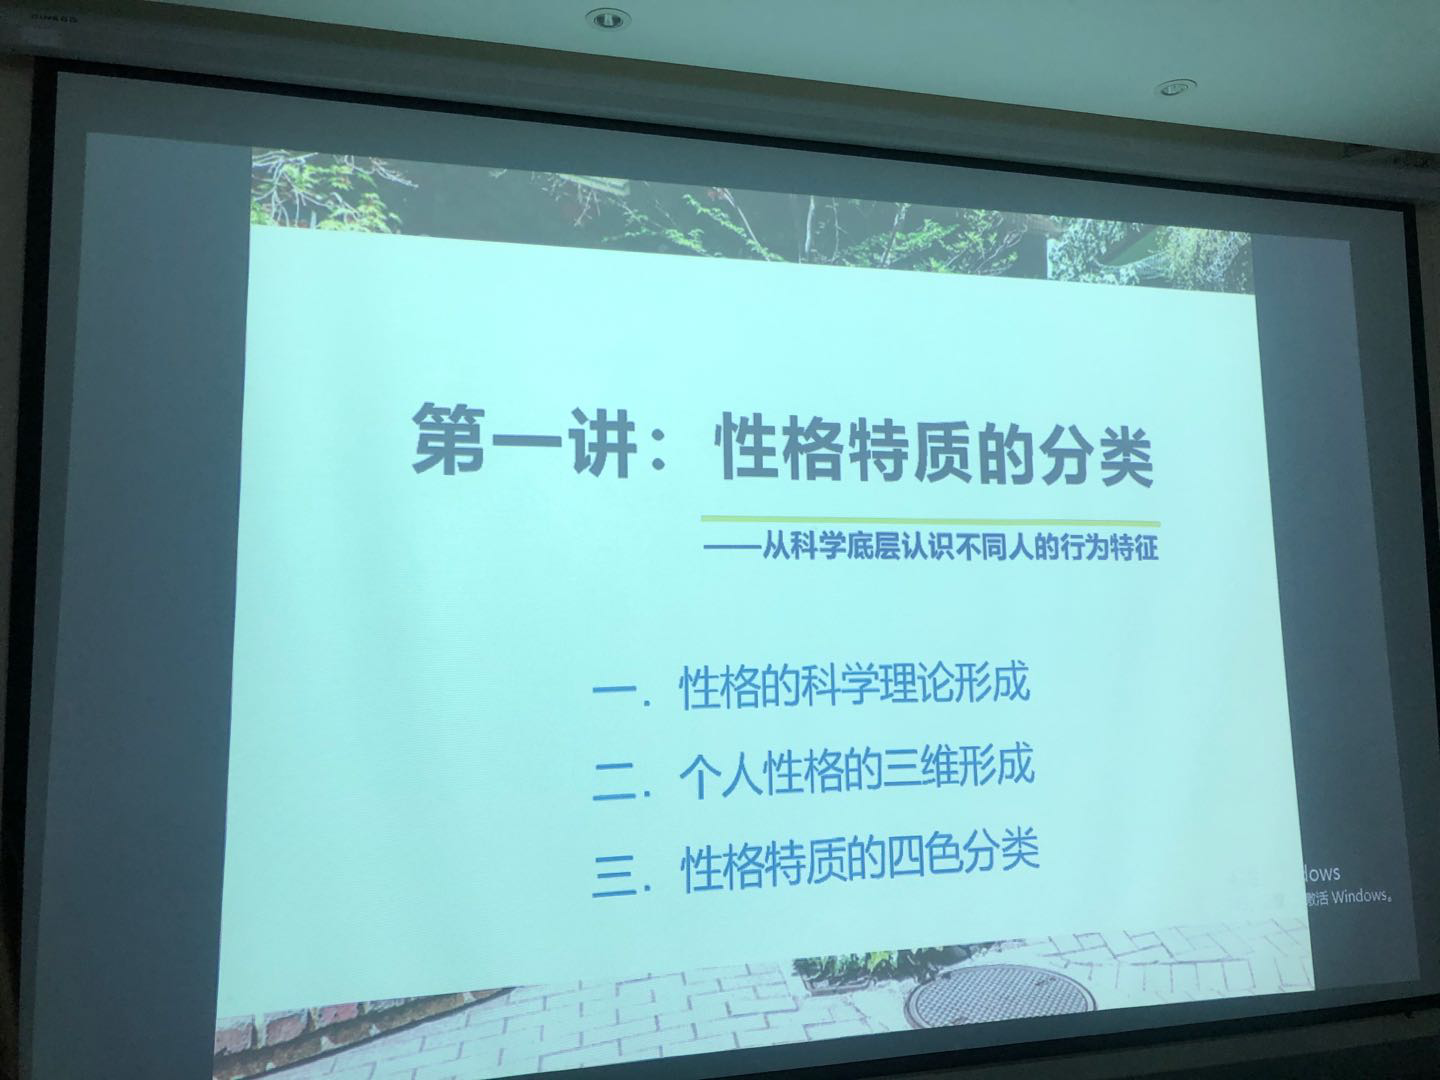 第一讲：性格特质的分类
——从科学底层认识不同人的行为特征
一．性格的科学理论形成
二．个人性格的三维形成
三．性格特质的四色分类
激活 Windows。